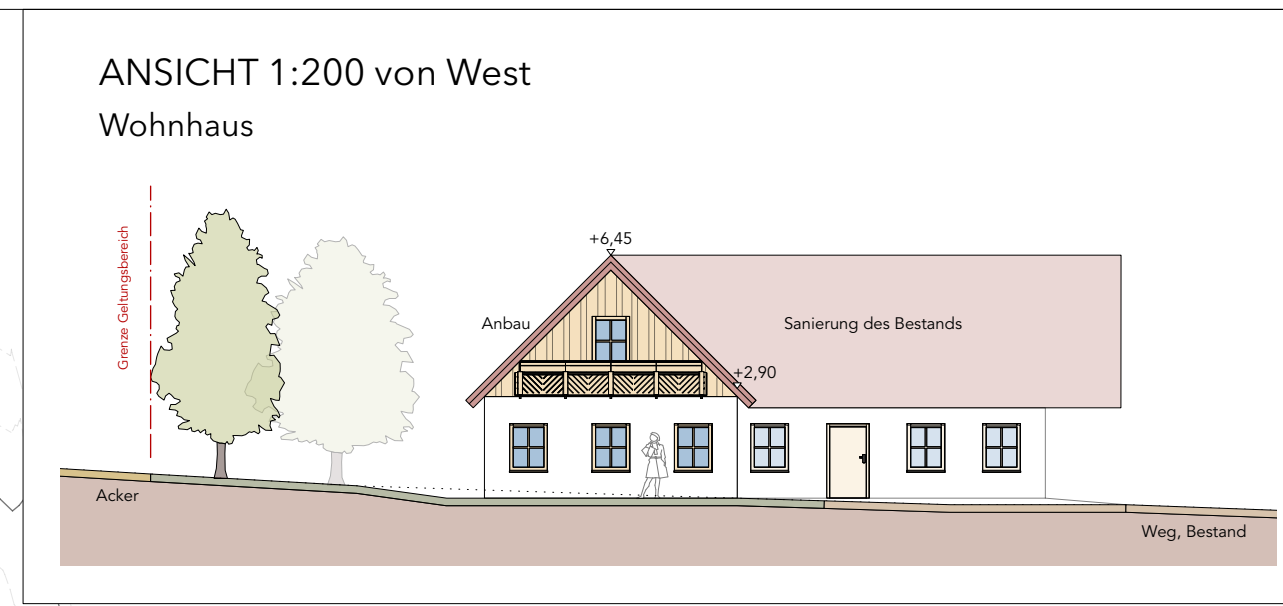 ANSICHT 1:200 von West
Wohnhaus
Grenze Geltungsbereich
+6,45
Anbau
Sanierung des Bestands
+2,90
Acker
Weg, Bestand